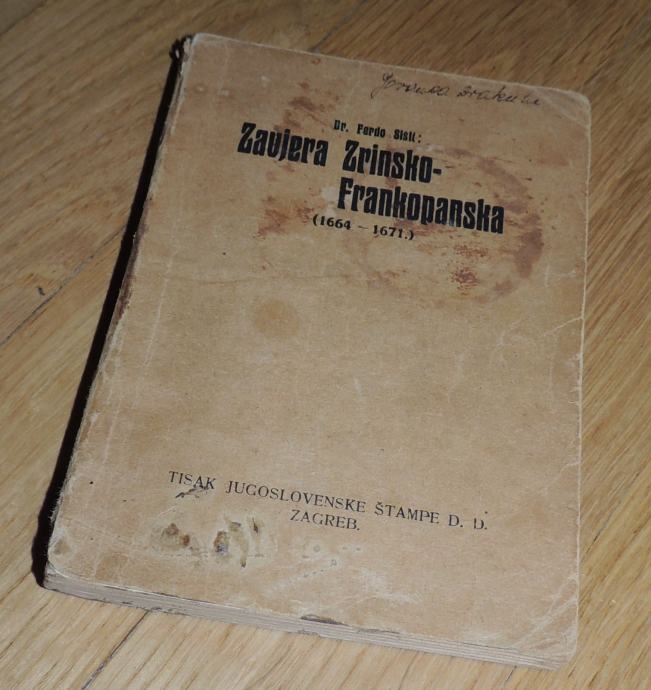 Dr. Ferdo Šišić:
Zavjera Zrinsko-
Frankopanska
(1664 – 1671.)
TISAK JUGOSLOVENSKE ŠTAMPE D. D.
ZAGREB.